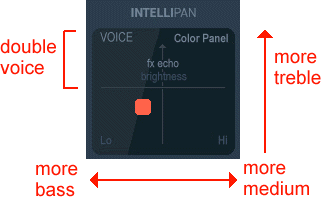 INTELLIPAN
VOICE
Color Panel
double
voice
fx echo
brightness
more
treble
Lo
Hi
more
bass
more
medium